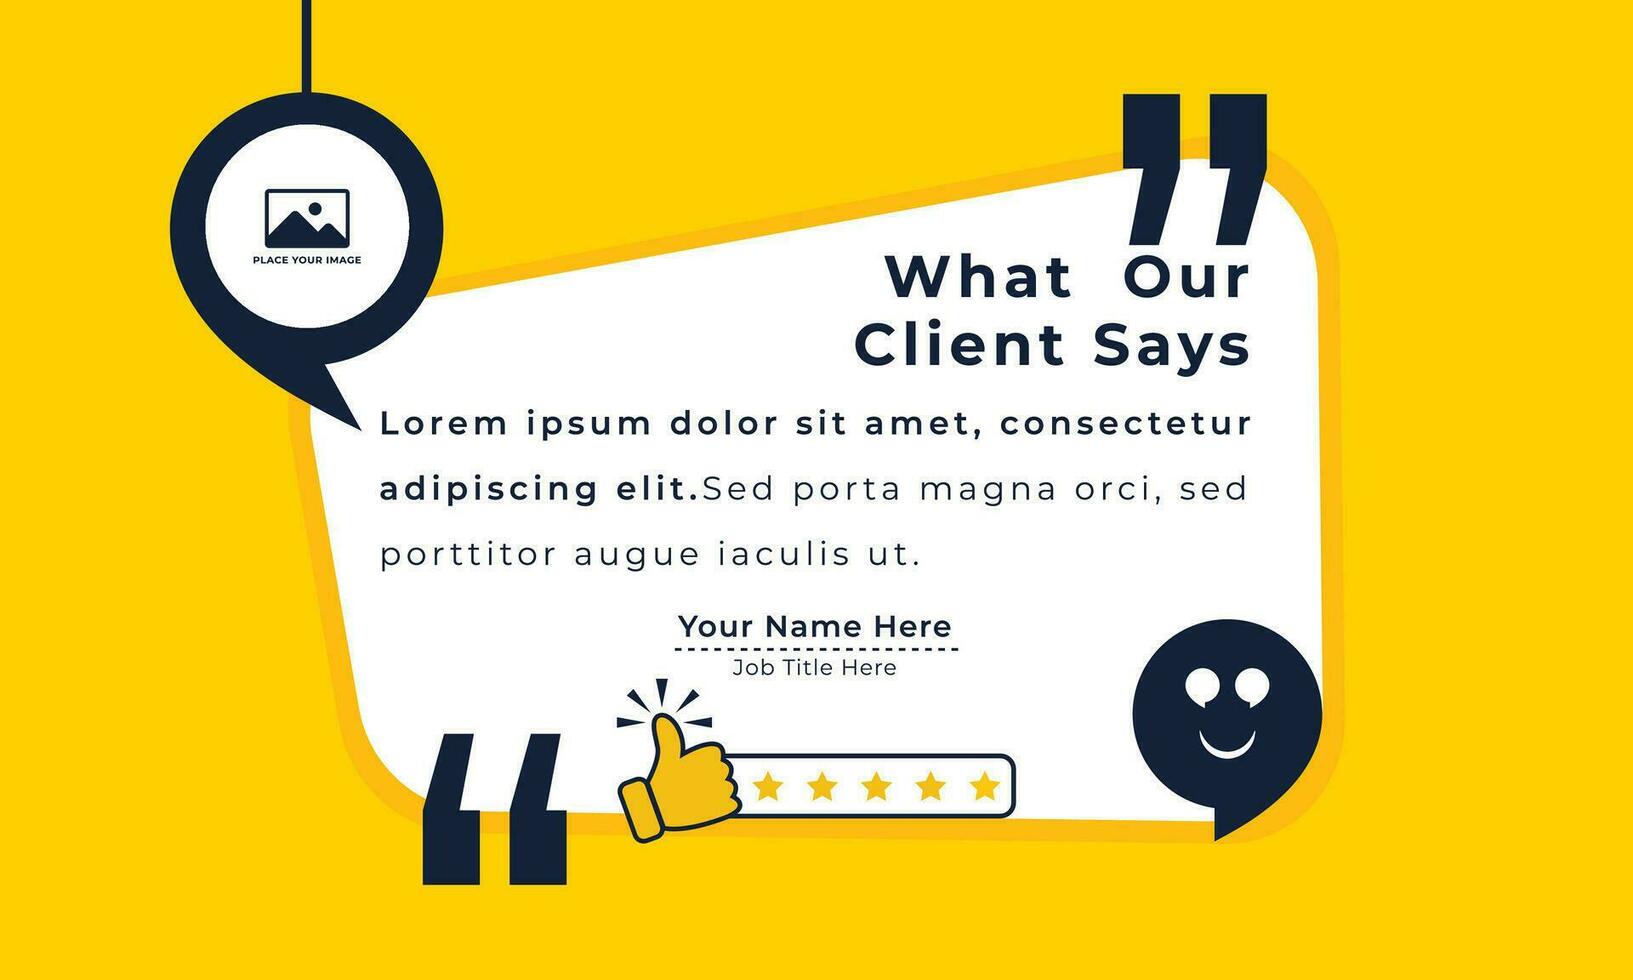 PLACE YOUR IMAGE
What Our
Client Says
Lorem ipsum dolor sit amet, consectetur
adipiscing elit.Sed porta magna orci, sed
porttitor augue iaculis ut.
Your Name Here
Job Title Here